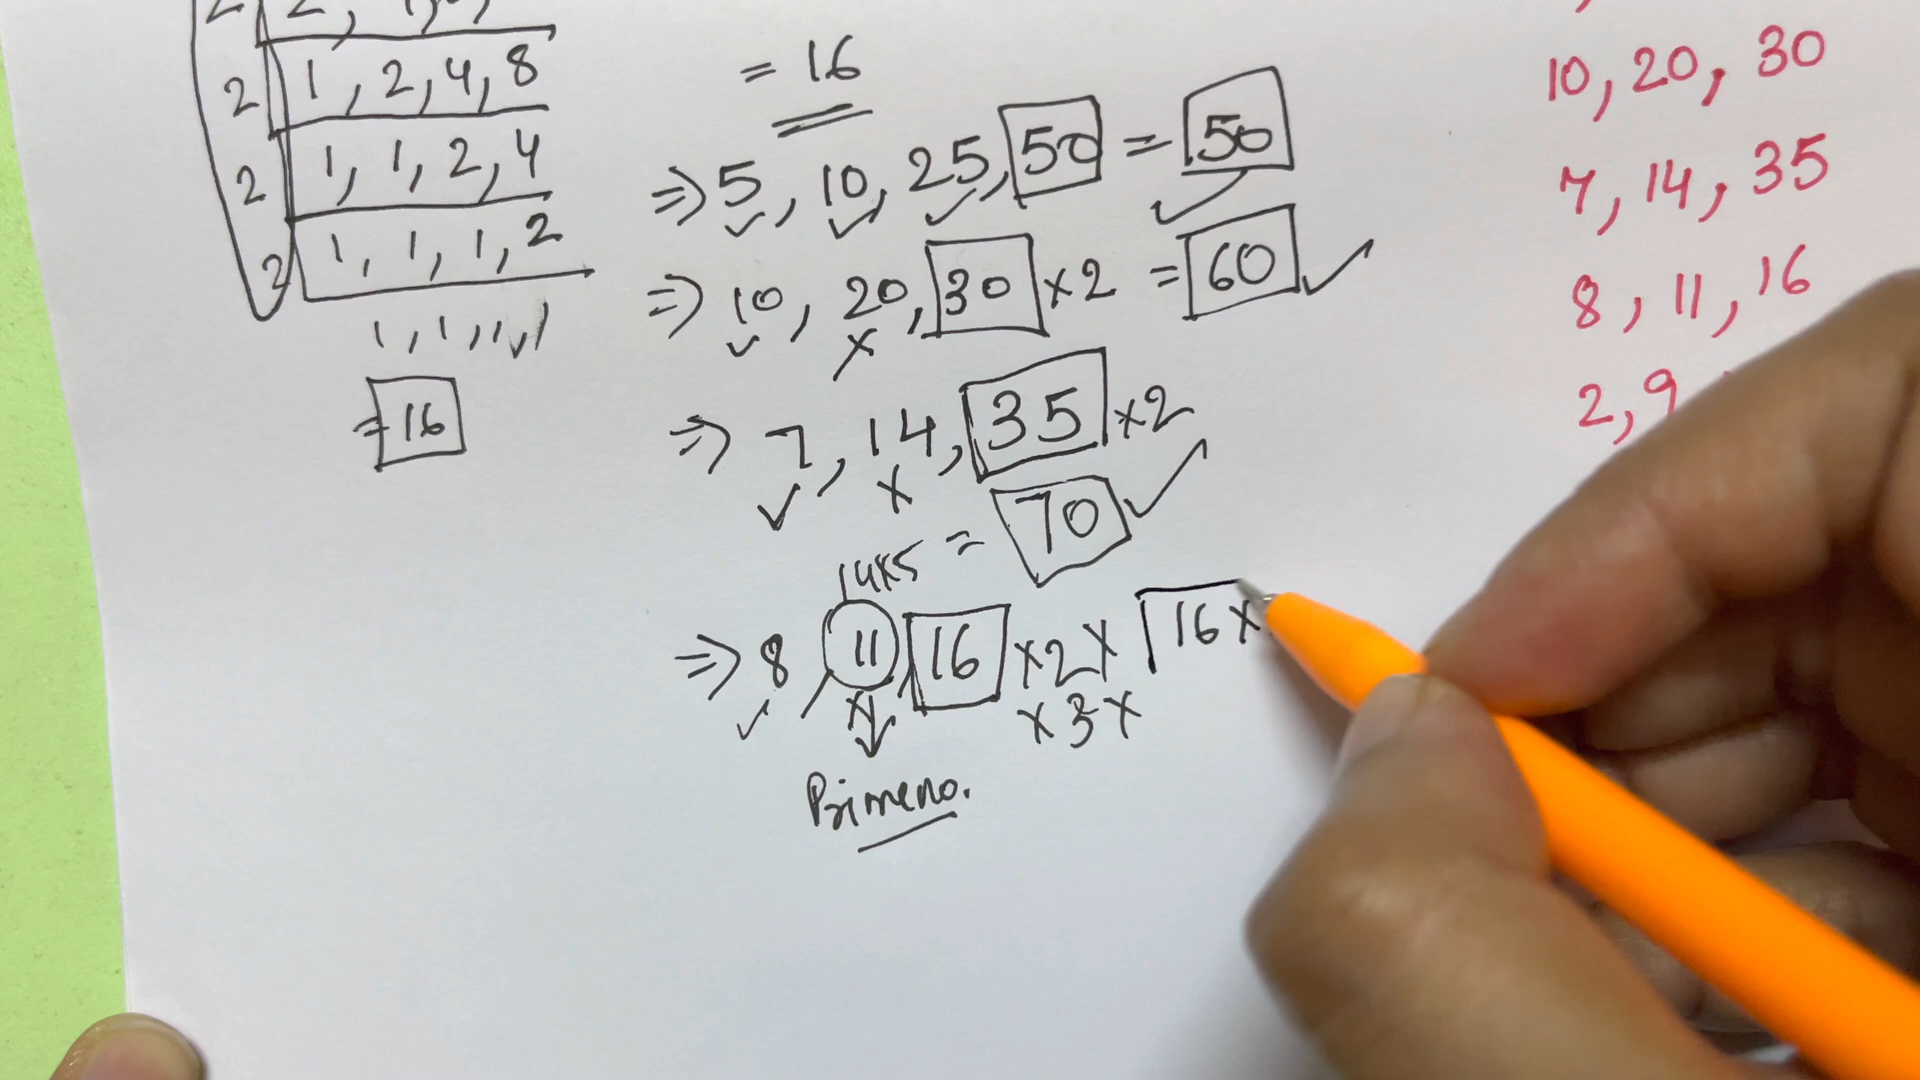 2 | 1, 2, 4, 8
2 | 1, 1, 2, 4
2 | 1, 1, 1, 2
1, 1, 1, 1
= 16
= 16
⇒ 5, 10, 25, 50 = 50
⇒ 10, 20, 30 ×2 = 60
⇒ 7, 14, 35 ×2
14×5 = 70
⇒ 8, 11, 16 ×2× 16×
×3×
Prime no.
10, 20, 30
7, 14, 35
8, 11, 16
2, 9